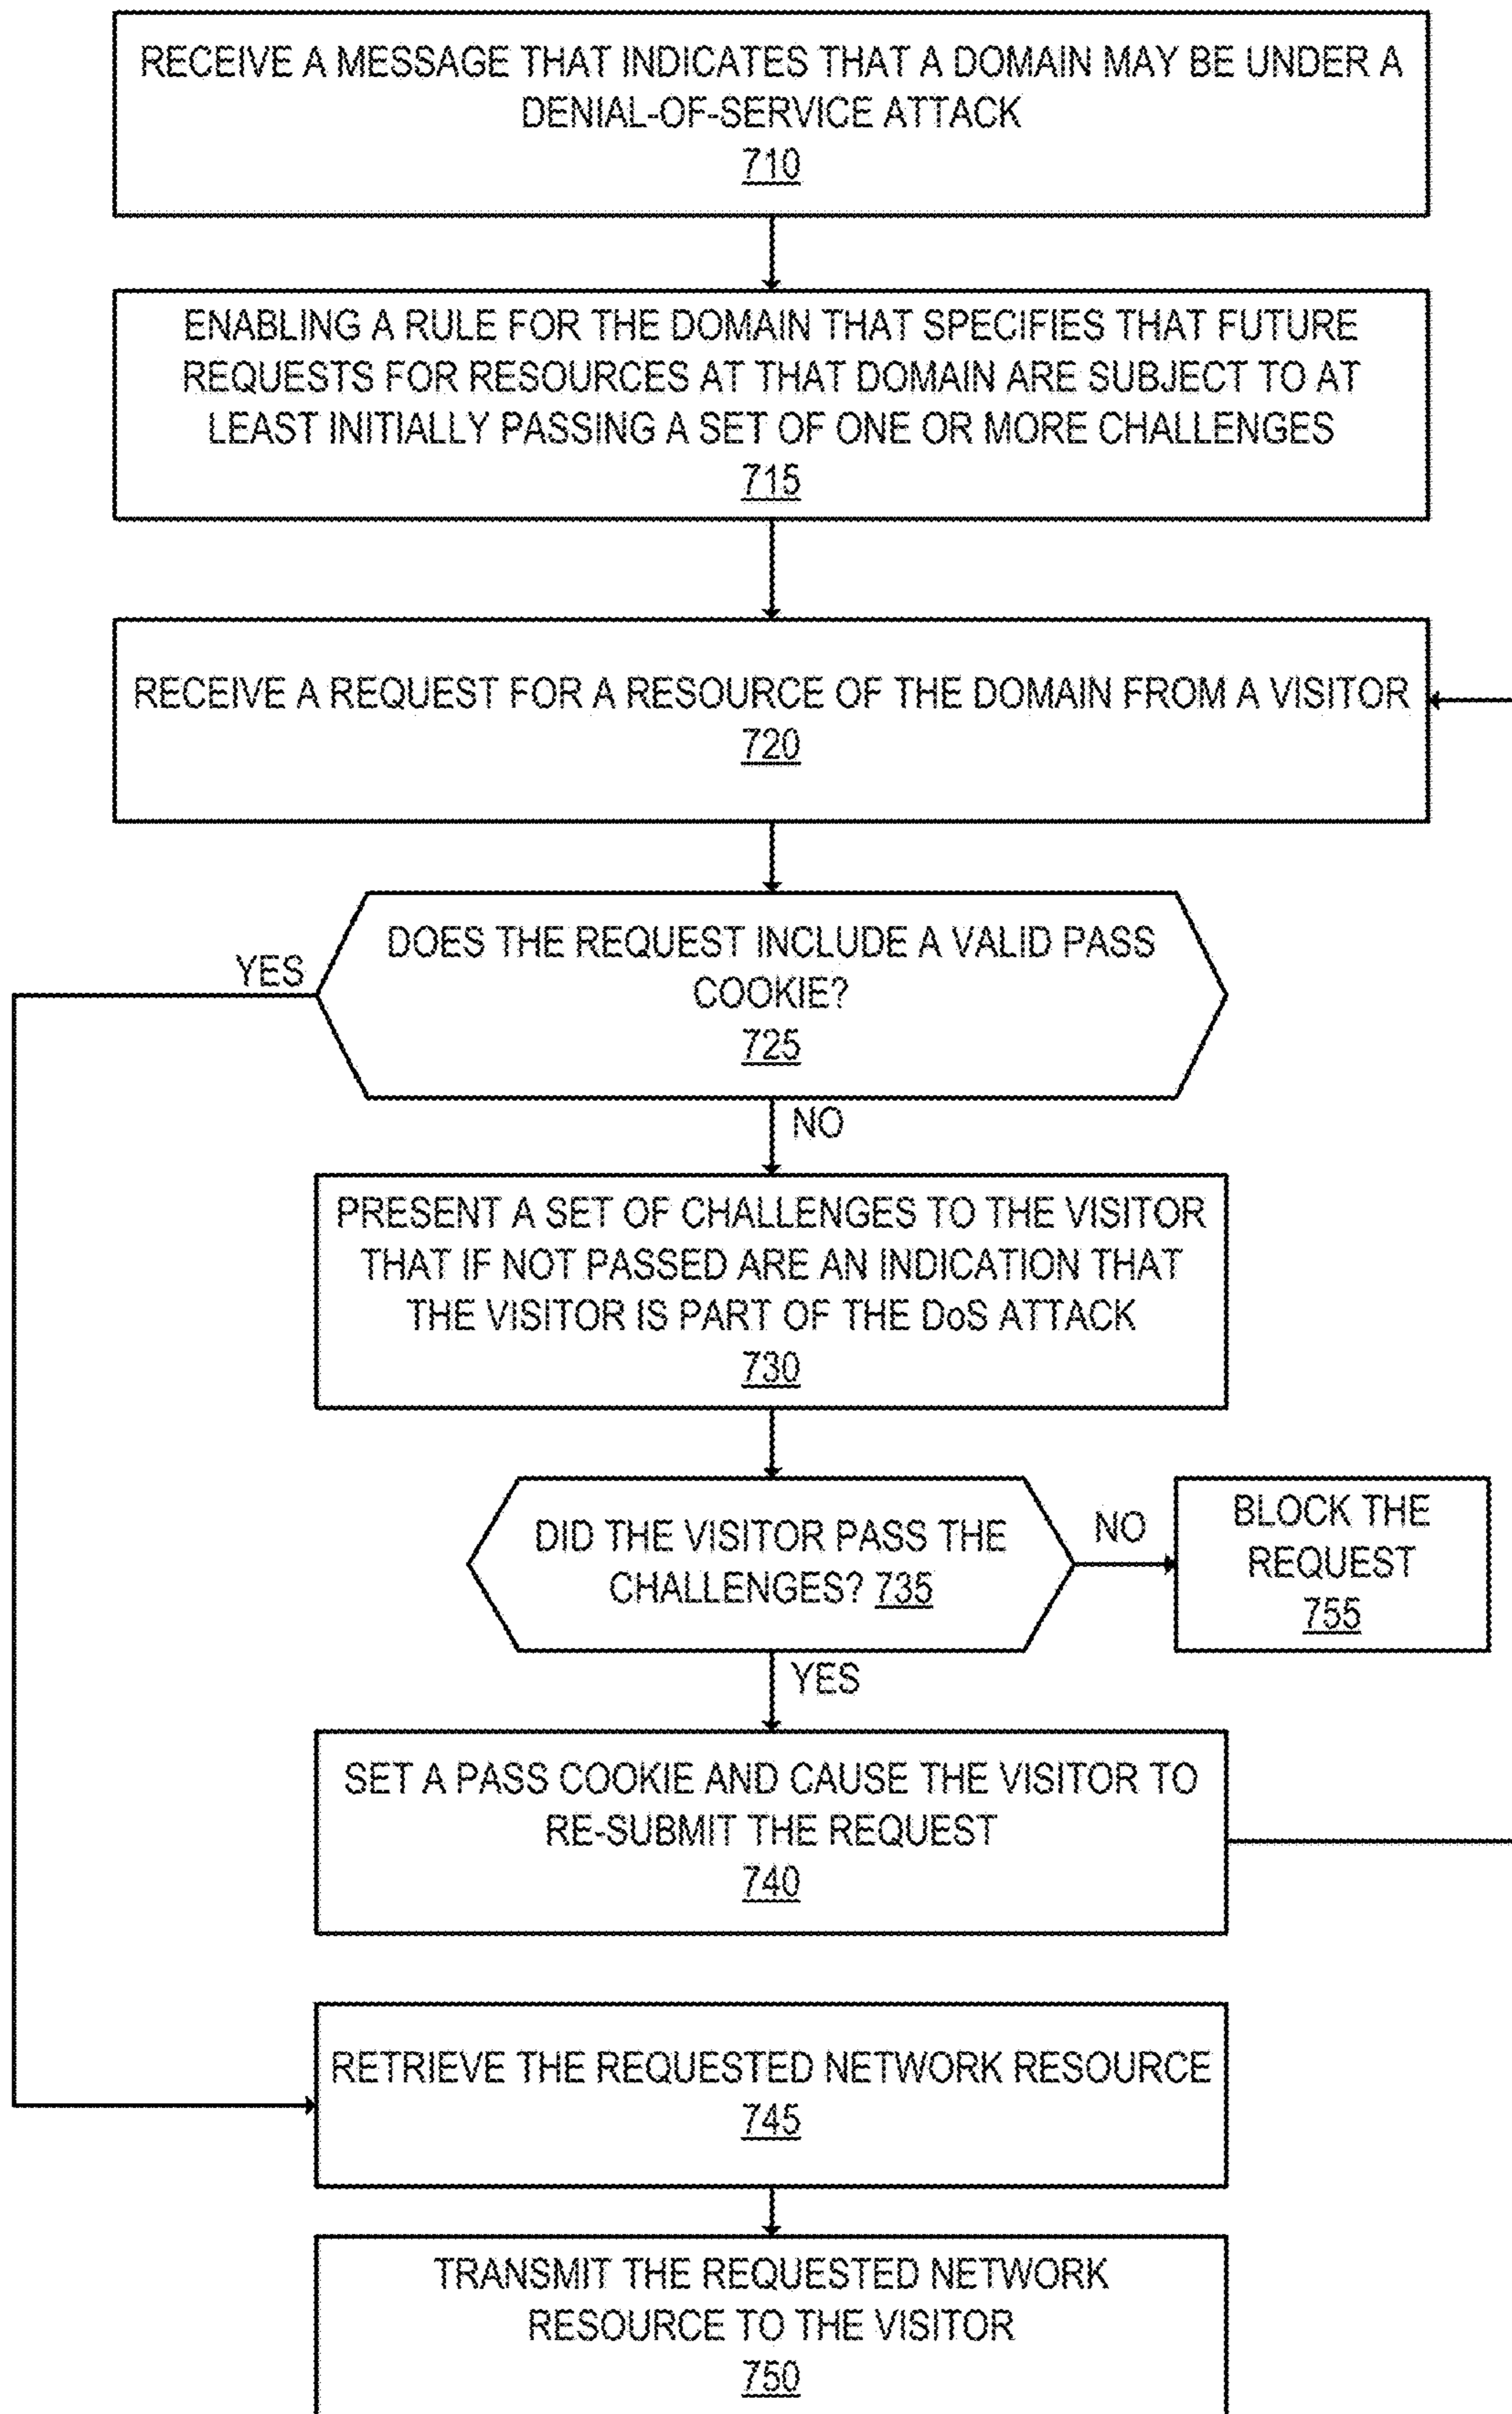 RECEIVE A MESSAGE THAT INDICATES THAT A DOMAIN MAY BE UNDER A
DENIAL-OF-SERVICE ATTACK
710
ENABLING A RULE FOR THE DOMAIN THAT SPECIFIES THAT FUTURE
REQUESTS FOR RESOURCES AT THAT DOMAIN ARE SUBJECT TO AT
LEAST INITIALLY PASSING A SET OF ONE OR MORE CHALLENGES
715
RECEIVE A REQUEST FOR A RESOURCE OF THE DOMAIN FROM A VISITOR
720
DOES THE REQUEST INCLUDE A VALID PASS
COOKIE?
725
YES
NO
PRESENT A SET OF CHALLENGES TO THE VISITOR
THAT IF NOT PASSED ARE AN INDICATION THAT
THE VISITOR IS PART OF THE DoS ATTACK
730
DID THE VISITOR PASS THE
CHALLENGES? 735
NO
BLOCK THE
REQUEST
755
YES
SET A PASS COOKIE AND CAUSE THE VISITOR TO
RE-SUBMIT THE REQUEST
740
RETRIEVE THE REQUESTED NETWORK RESOURCE
745
TRANSMIT THE REQUESTED NETWORK
RESOURCE TO THE VISITOR
750